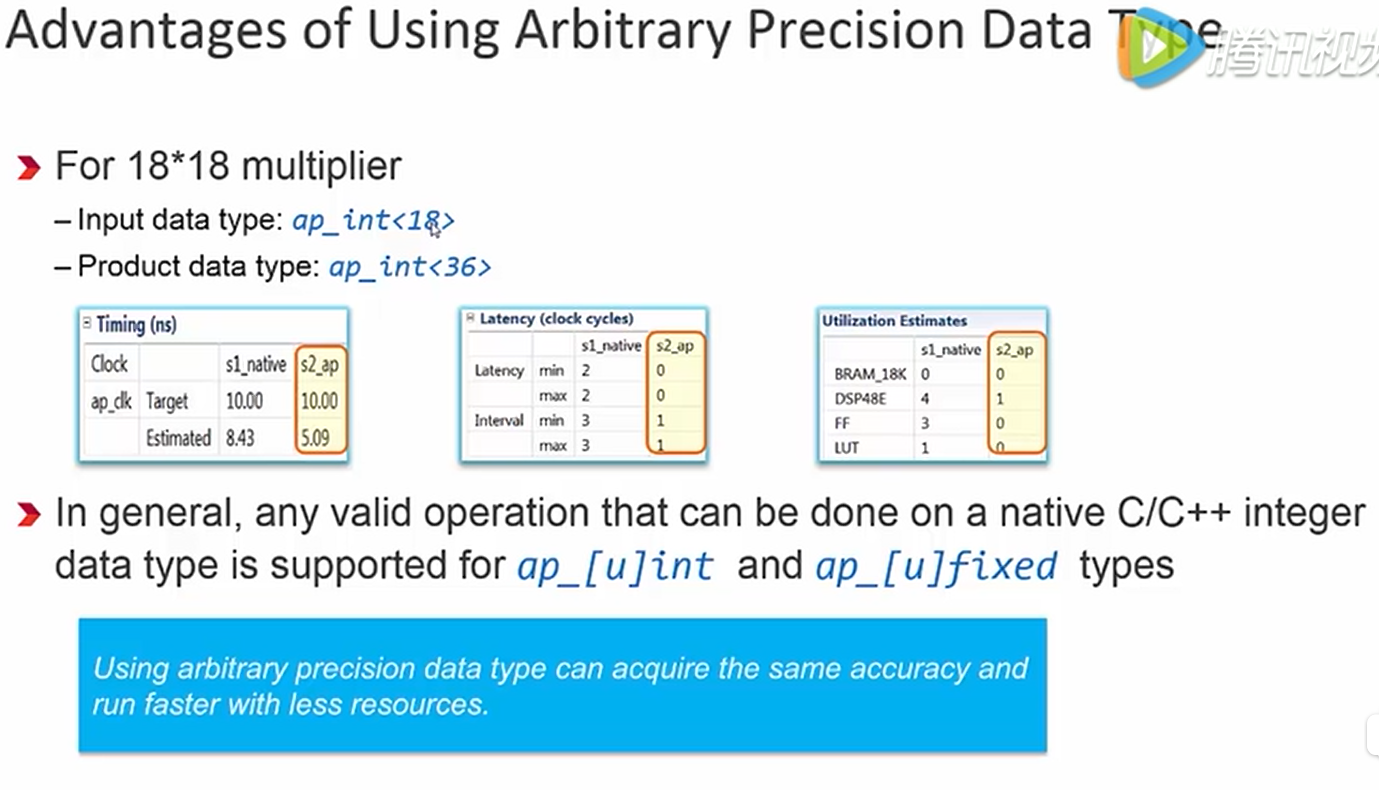 Advantages of Using Arbitrary Precision Data Type
腾讯视频
For 18*18 multiplier
– Input data type: ap_int<18>
– Product data type: ap_int<36>
Timing (ns)
Clock s1_native s2_ap
ap_clk Target 10.00 10.00
Estimated 8.43 5.09
Latency (clock cycles)
s1_native s2_ap
Latency min 2 0
max 2 0
Interval min 3 1
max 3 1
Utilization Estimates
s1_native s2_ap
BRAM_18K 0 0
DSP48E 4 1
FF 3 0
LUT 1 0
In general, any valid operation that can be done on a native C/C++ integer
data type is supported for ap_[u]int and ap_[u]fixed types
Using arbitrary precision data type can acquire the same accuracy and
run faster with less resources.